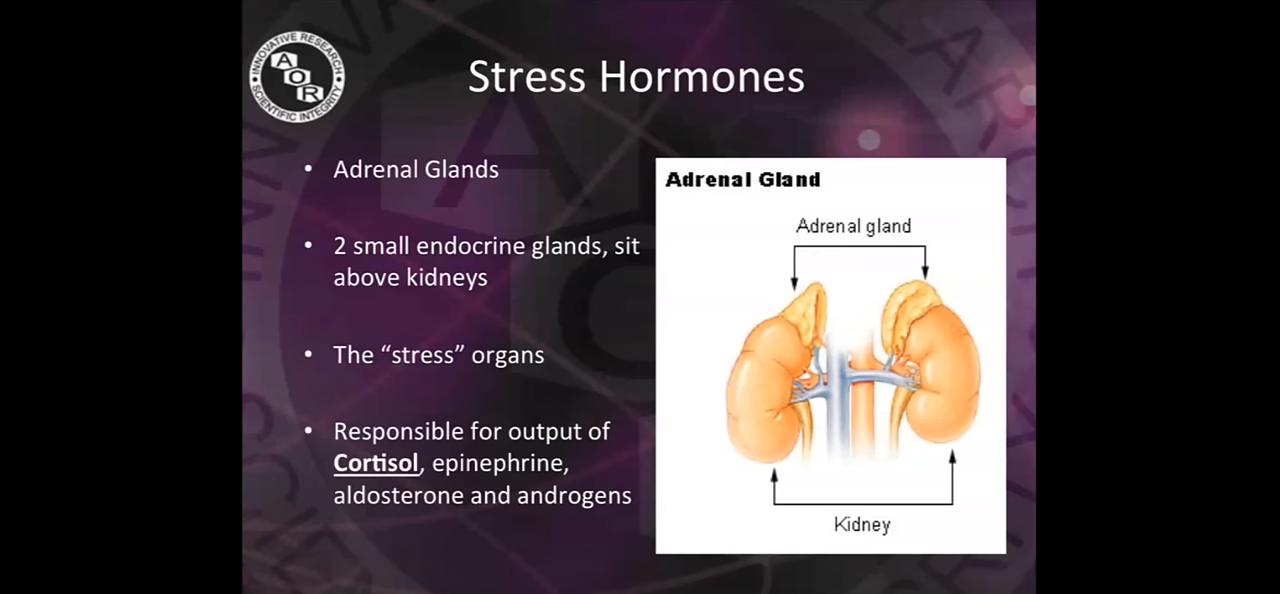 INNOVATIVE RESEARCH
AOR
SCIENTIFIC INTEGRITY
Stress Hormones
• Adrenal Glands
• 2 small endocrine glands, sit
above kidneys
• The “stress” organs
• Responsible for output of
Cortisol, epinephrine,
aldosterone and androgens
Adrenal Gland
Adrenal gland
Kidney